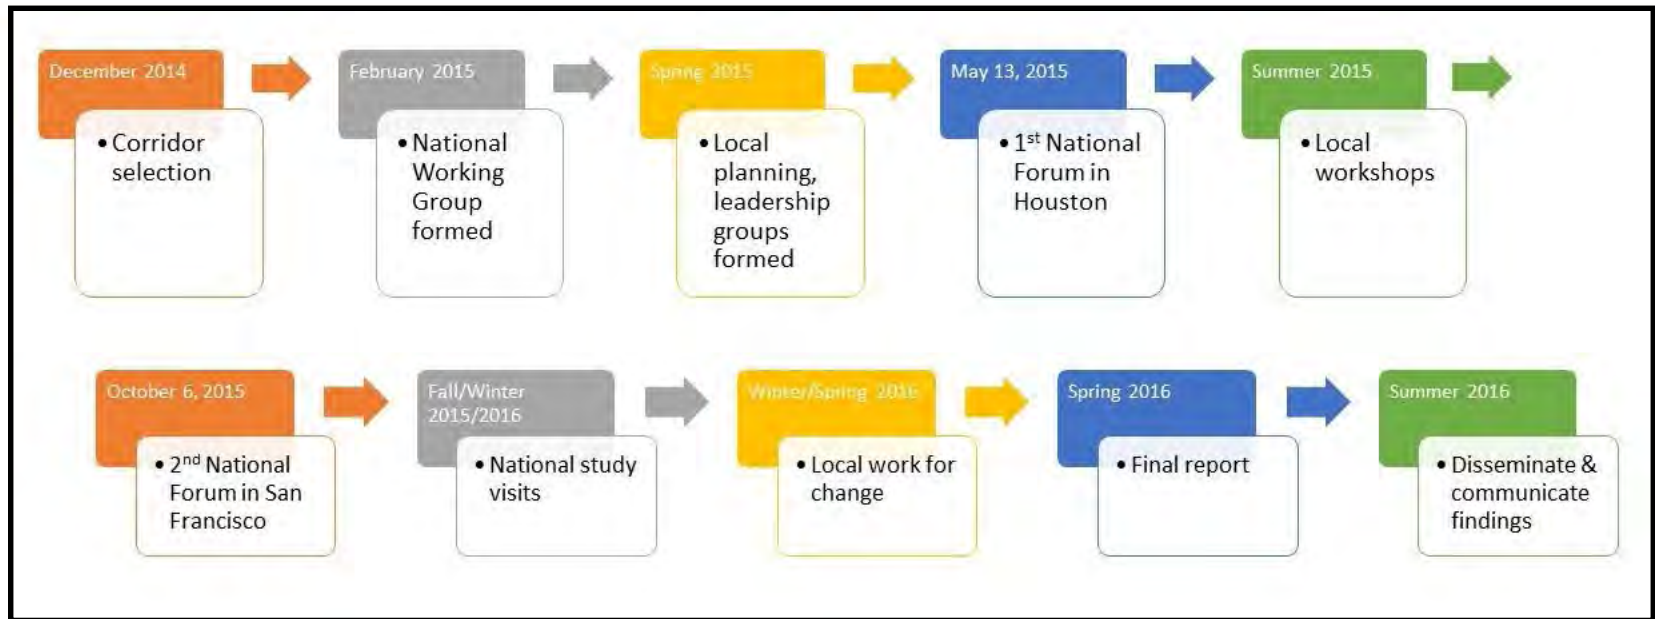 December 2014
• Corridor
selection
February 2015
• National
Working
Group
formed
Spring 2015
• Local
planning,
leadership
groups
formed
May 13, 2015
• 1st National
Forum in
Houston
Summer 2015
• Local
workshops
October 6, 2015
• 2nd National
Forum in San
Francisco
Fall/Winter
2015/2016
• National study
visits
Winter/Spring 2016
• Local work for
change
Spring 2016
• Final report
Summer 2016
• Disseminate &
communicate
findings